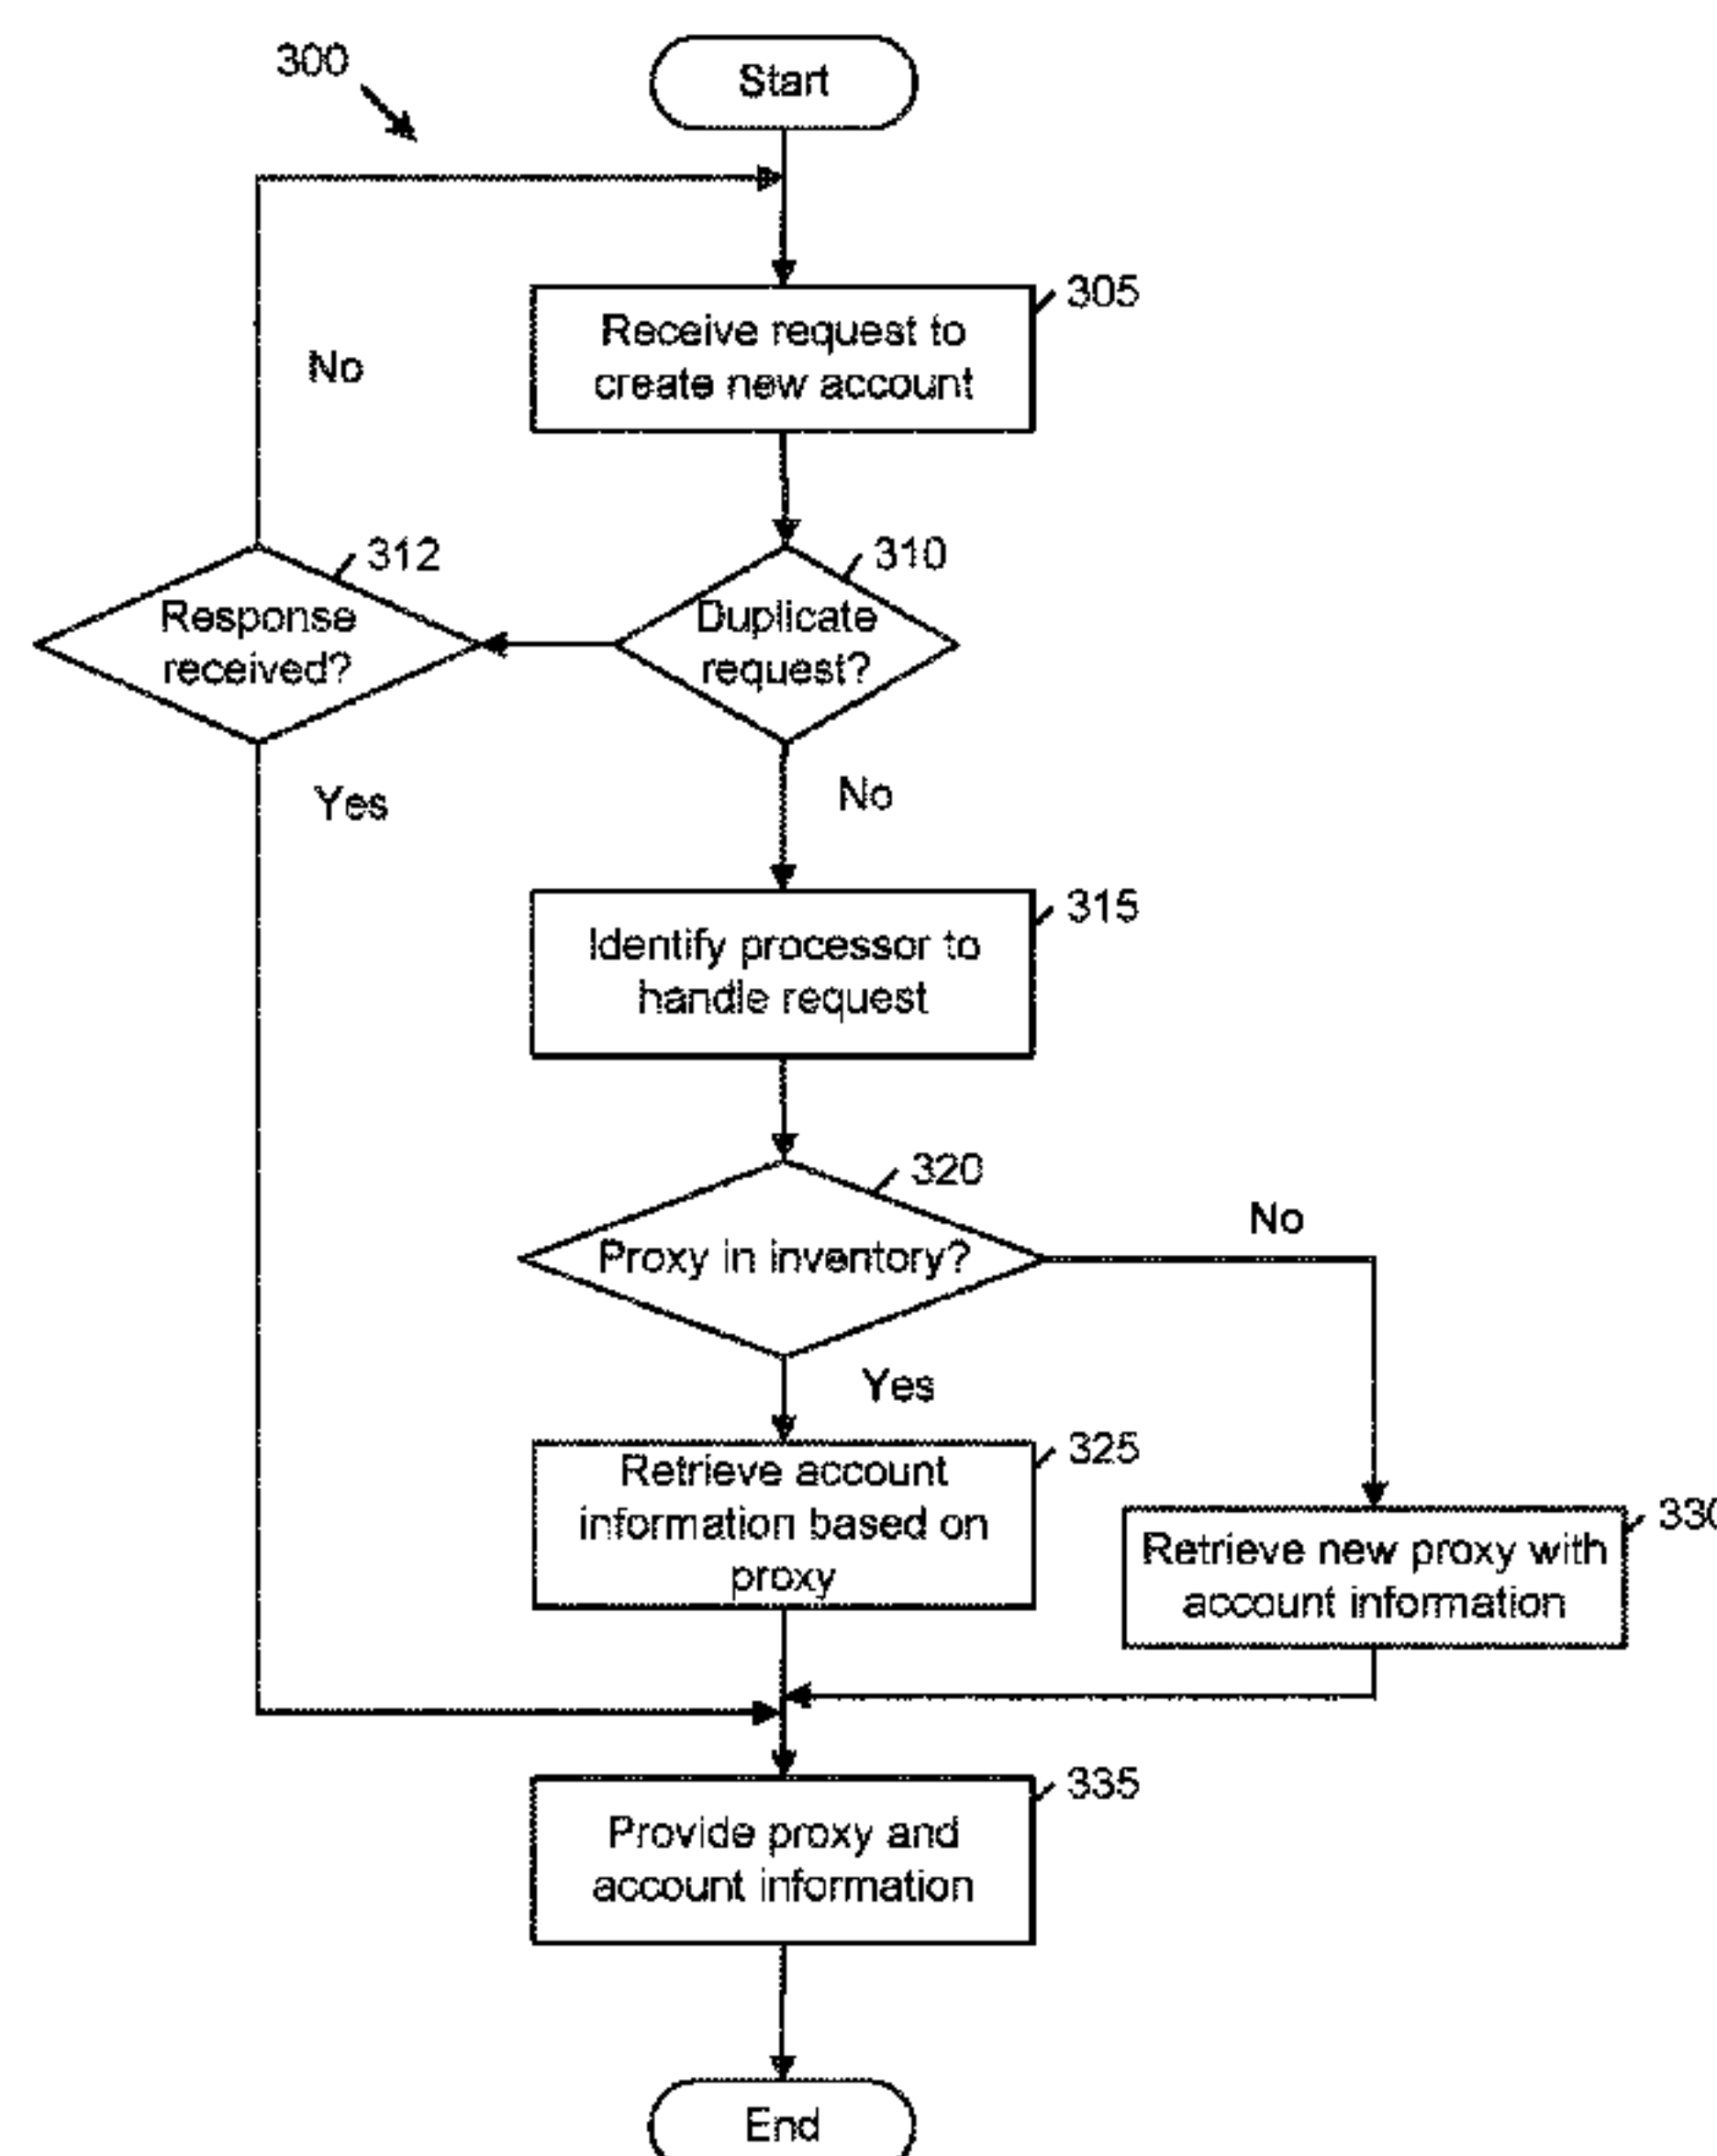 300
Start
305
Receive request to
create new account
No
312
310
Response
received?
Duplicate
request?
Yes
No
315
Identify processor to
handle request
320
Proxy in inventory?
No
Yes
325
Retrieve account
information based on
proxy
330
Retrieve new proxy with
account information
335
Provide proxy and
account information
End